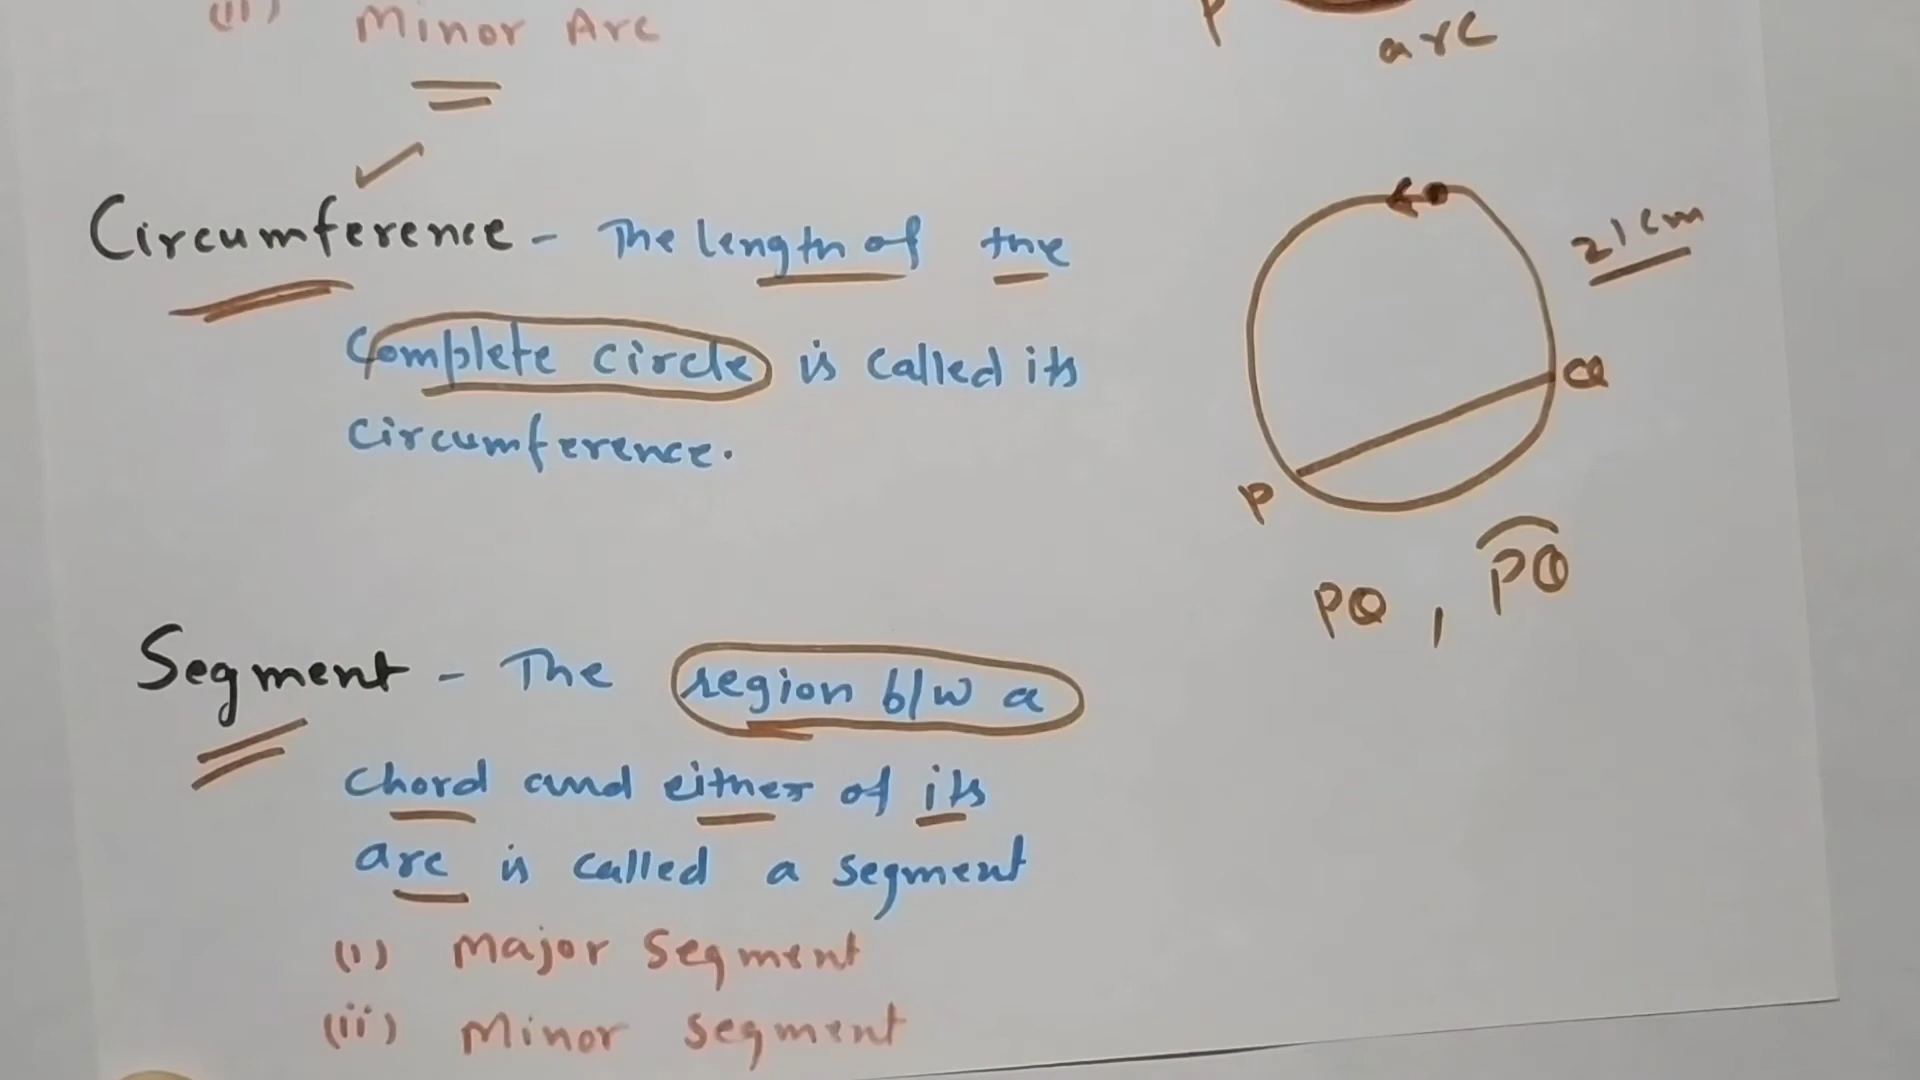 (ii) Minor Arc
P
arc
Circumference - The length of the
complete circle is called its
circumference.
21cm
Q
P
PQ , PQ
Segment - The region b/w a
chord and either of its
arc is called a segment
(i) Major Segment
(ii) Minor segment